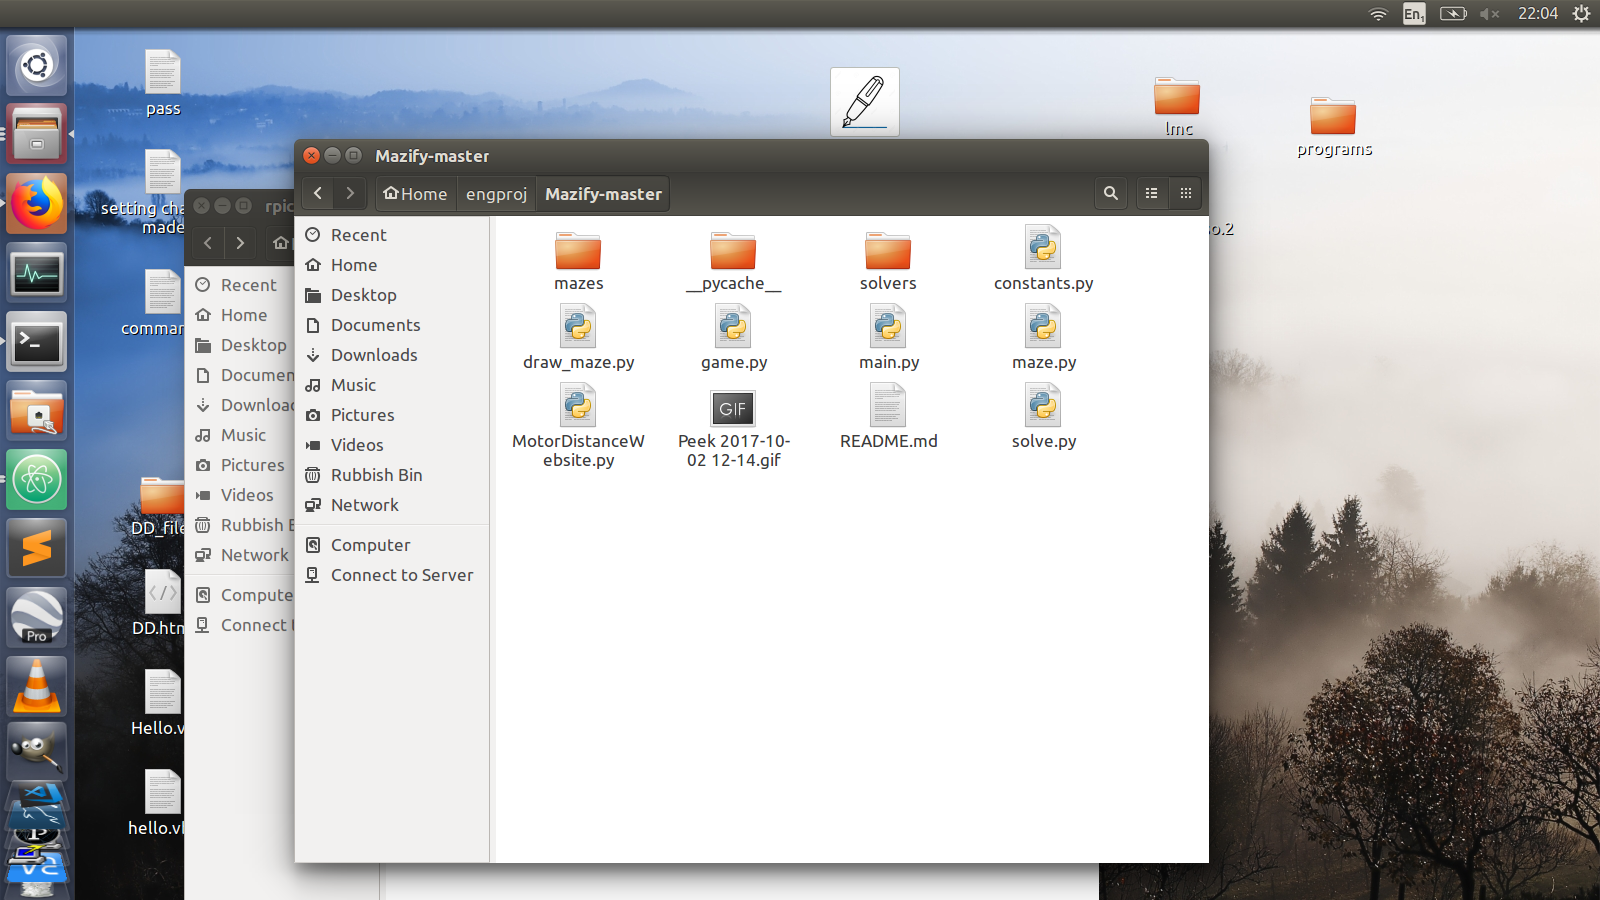 En1
22:04
pass
setting cha
made
comman
DD_file
DD.htm
Hello.v
hello.vh
lmc
programs
o.2
Pro
rpic
Recent
Home
Desktop
Documen
Downloa
Music
Pictures
Videos
Rubbish B
Network
Compute
Connect t
Mazify-master
Home engproj Mazify-master
Recent
Home
Desktop
Documents
Downloads
Music
Pictures
Videos
Rubbish Bin
Network
Computer
Connect to Server
mazes
__pycache__
solvers
constants.py
draw_maze.py
game.py
main.py
maze.py
MotorDistanceW
ebsite.py
GIF
Peek 2017-10-
02 12-14.gif
README.md
solve.py